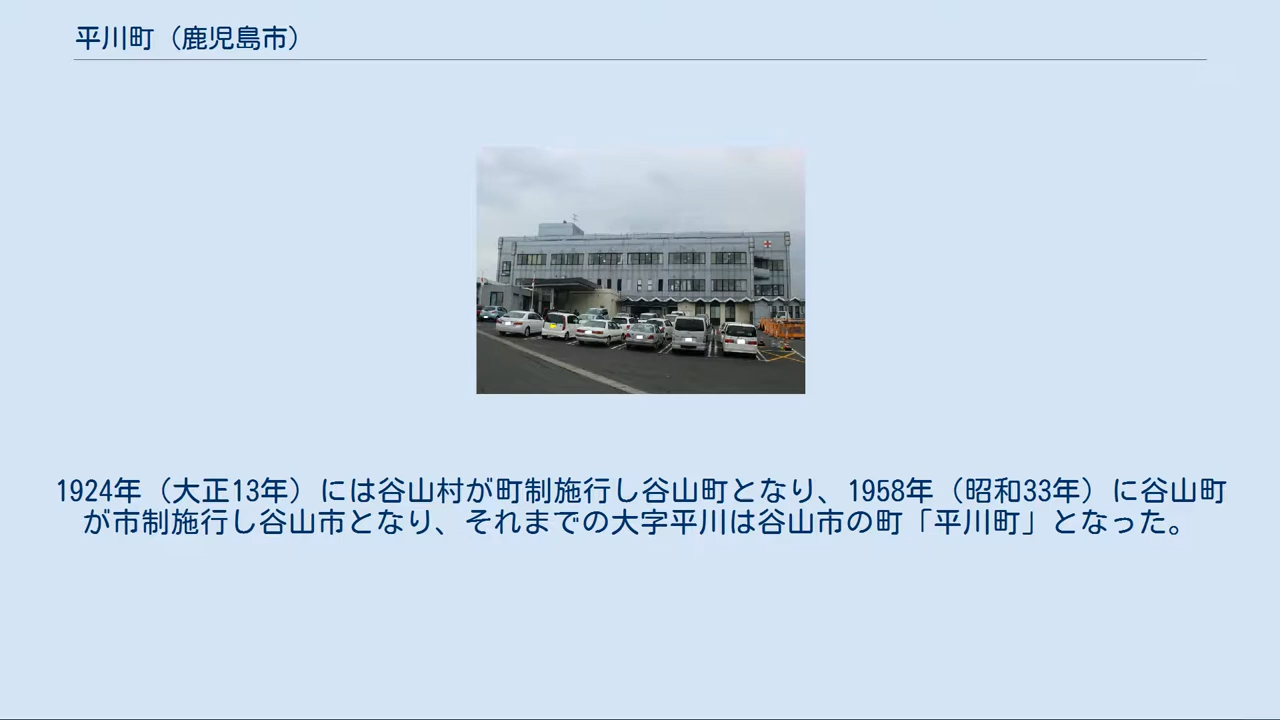 平川町（鹿児島市）
1924年（大正13年）には谷山村が町制施行し谷山町となり、1958年（昭和33年）に谷山町
が市制施行し谷山市となり、それまでの大字平川は谷山市の町「平川町」となった。